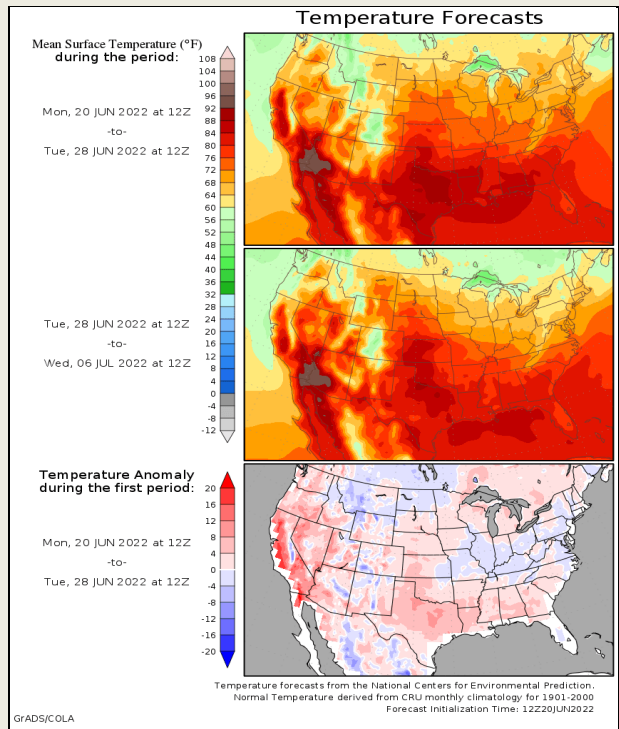 Temperature Forecasts
Mean Surface Temperature (°F)
during the period:
Mon, 20 JUN 2022 at 12Z
-to-
Tue, 28 JUN 2022 at 12Z
108
104
100
96
92
88
84
80
76
72
68
64
60
56
52
48
44
40
36
32
28
24
20
16
12
8
4
0
-4
-8
-12
Tue, 28 JUN 2022 at 12Z
-to-
Wed, 06 JUL 2022 at 12Z
Temperature Anomaly
during the first period:
Mon, 20 JUN 2022 at 12Z
-to-
Tue, 28 JUN 2022 at 12Z
20
16
12
8
4
0
-4
-8
-12
-16
-20
Temperature forecasts from the National Centers for Environmental Prediction.
Normal Temperature derived from CRU monthly climatology for 1901-2000
Forecast Initialization Time: 12Z20JUN2022
GrADS/COLA